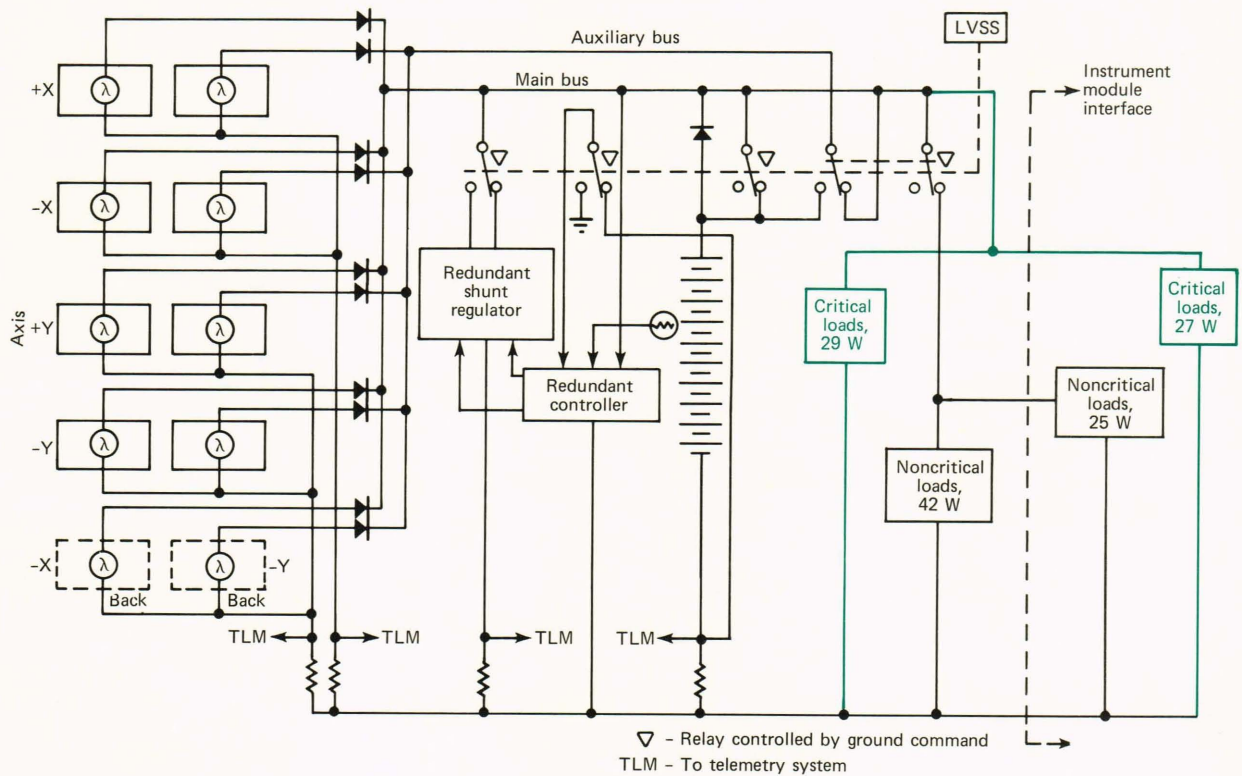 Auxiliary bus
LVSS
Main bus
Instrument
module
interface
+X
λ
λ
-X
λ
λ
Axis
+Y
λ
λ
Redundant
shunt
regulator
Critical
loads,
29 W
Critical
loads,
27 W
Redundant
controller
Noncritical
loads,
25 W
-Y
λ
λ
Noncritical
loads,
42 W
-X
λ
λ
-Y
Back
Back
TLM
TLM
TLM
TLM
▽ - Relay controlled by ground command
TLM - To telemetry system